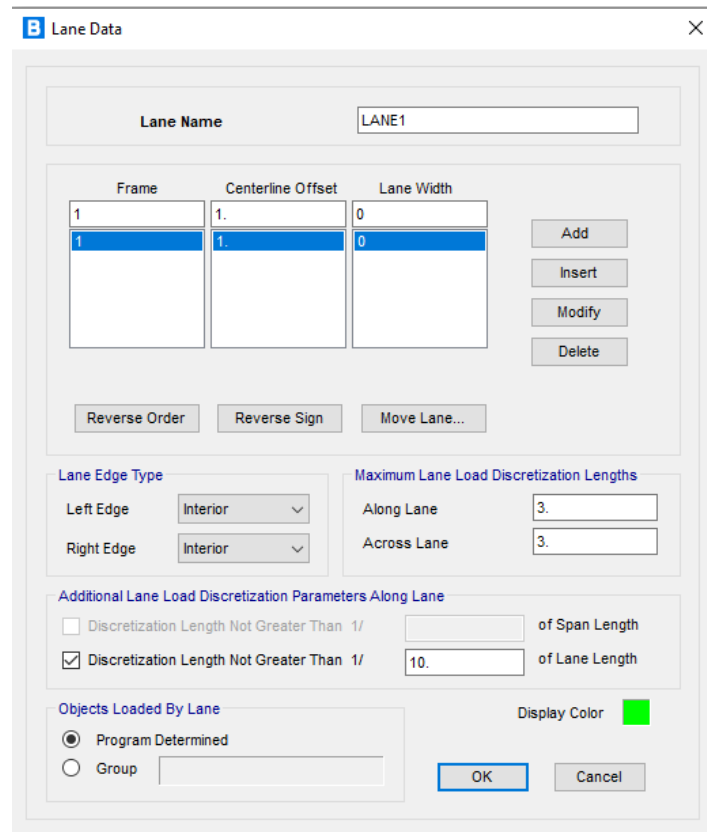 B Lane Data
Lane Name LANE1
Frame Centerline Offset Lane Width
1 1. 0
1 1. 0
Add
Insert
Modify
Delete
Reverse Order Reverse Sign Move Lane...
Lane Edge Type
Left Edge Interior
Right Edge Interior
Maximum Lane Load Discretization Lengths
Along Lane 3.
Across Lane 3.
Additional Lane Load Discretization Parameters Along Lane
Discretization Length Not Greater Than 1/ of Span Length
Discretization Length Not Greater Than 1/ 10. of Lane Length
Objects Loaded By Lane
Program Determined
Group
Display Color
OK Cancel